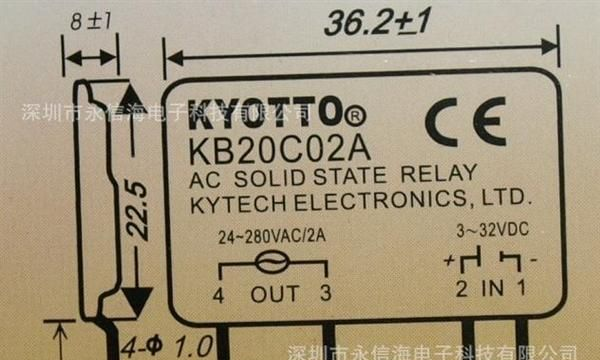 8±1
36.2±1
深圳市永信海电子科技有限公司
KYOTTO®
CE
KB20C02A
AC SOLID STATE RELAY
KYTECH ELECTRONICS, LTD.
22.5
24~280VAC/2A
3~32VDC
+ -
4 OUT 3
2 IN 1
4-Φ 1.0
深圳市永信海电子科技有限公司